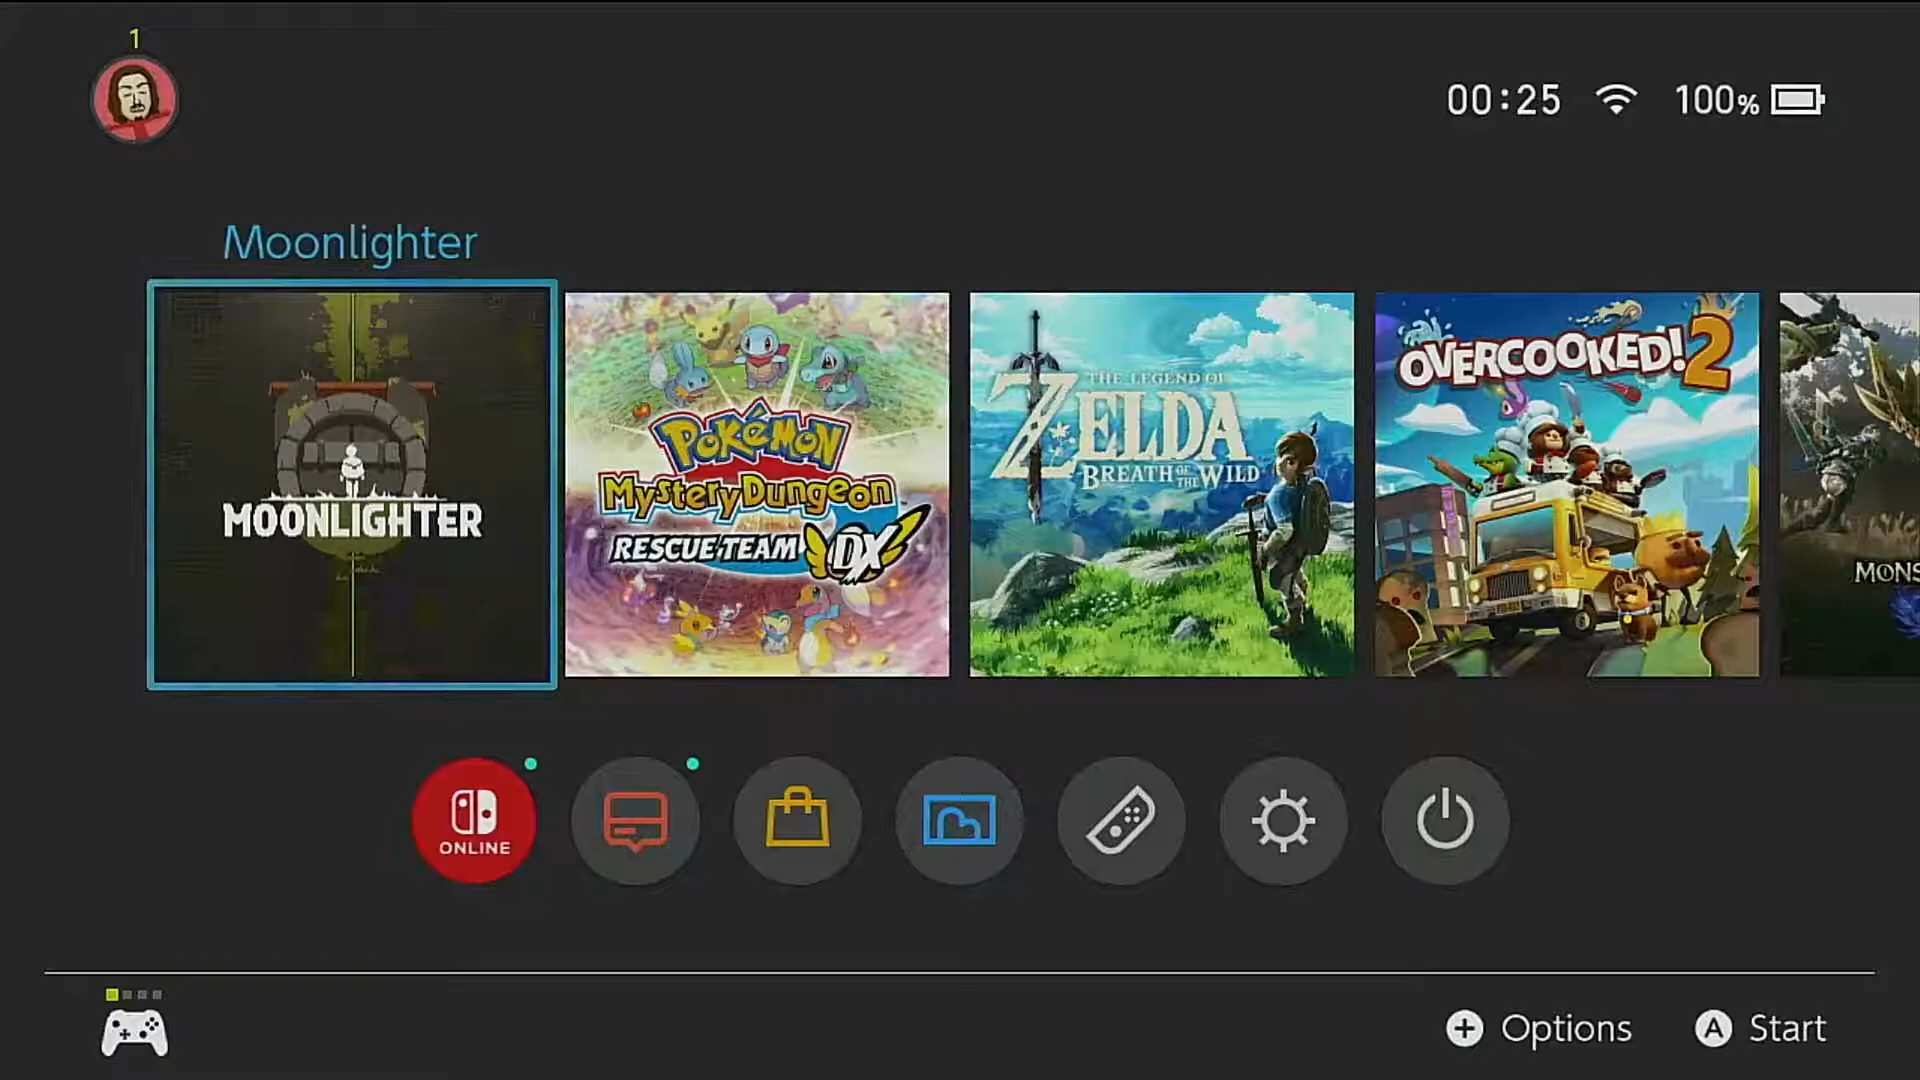 1
00:25 100%
Moonlighter
MOONLIGHTER
POKéMON
Mystery Dungeon
RESCUE TEAM DX
THE LEGEND OF
ZELDA
BREATH OF THE WILD
OVERCOOKED! 2
MONS
ONLINE
+ Options A Start